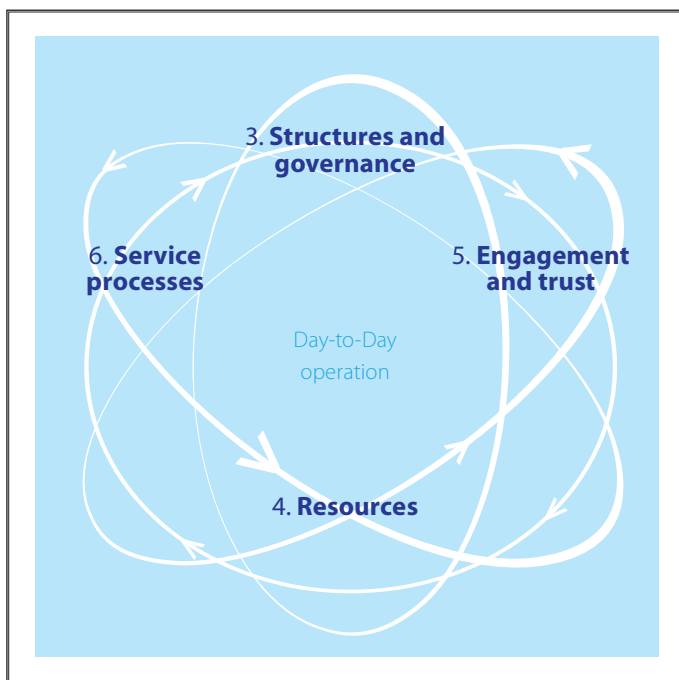 3. Structures and
governance
6. Service
processes
5. Engagement
and trust
Day-to-Day
operation
4. Resources